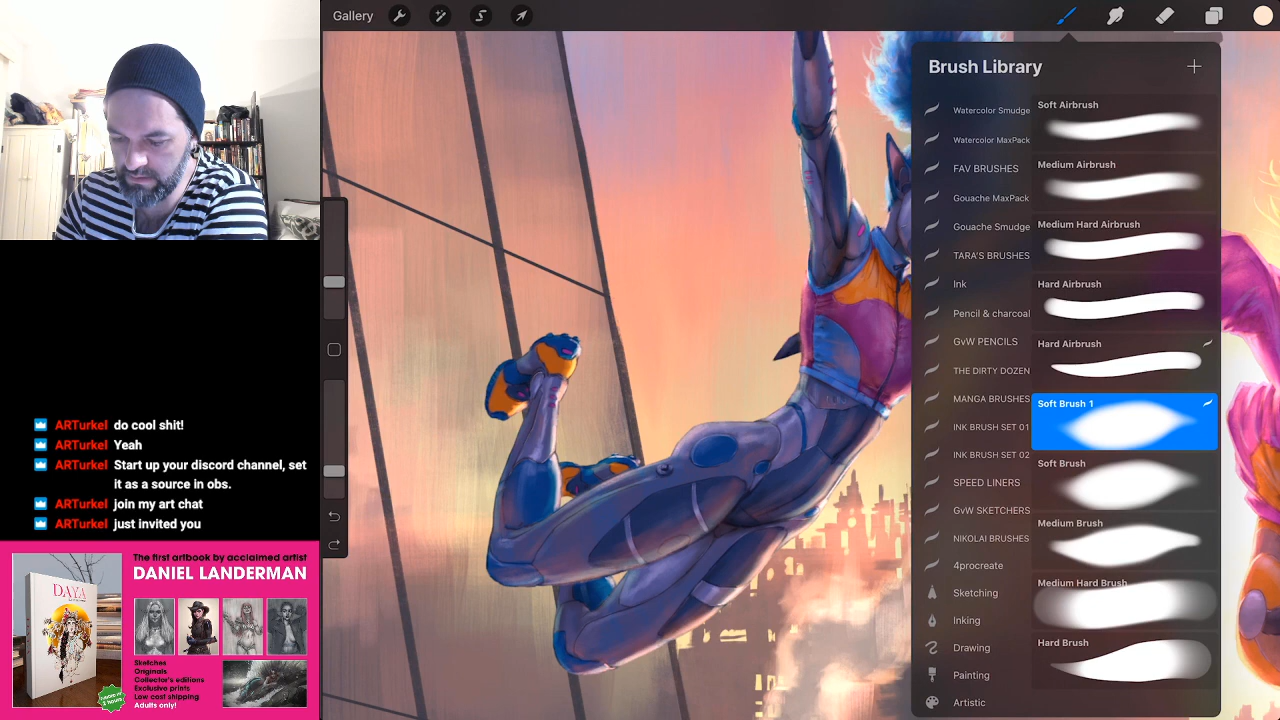 Gallery
Brush Library
Watercolor Smudge
Watercolor MaxPack
FAV BRUSHES
Gouache MaxPack
Gouache Smudge
TARA'S BRUSHES
Ink
Pencil & charcoal
GvW PENCILS
THE DIRTY DOZEN
MANGA BRUSHES
INK BRUSH SET 01
INK BRUSH SET 02
SPEED LINERS
GvW SKETCHERS
NIKOLAI BRUSHES
4procreate
Sketching
Inking
Drawing
Painting
Artistic
Soft Airbrush
Medium Airbrush
Medium Hard Airbrush
Hard Airbrush
Hard Airbrush
Soft Brush 1
Soft Brush
Medium Brush
Medium Hard Brush
Hard Brush
ARTurkel do cool shit!
ARTurkel Yeah
ARTurkel Start up your discord channel, set
it as a source in obs.
ARTurkel join my art chat
ARTurkel just invited you
The first artbook by acclaimed artist
DANIEL LANDERMAN
DAYA
Sketches
Originals
Collector's editions
Exclusive prints
Low cost shipping
Adults only!